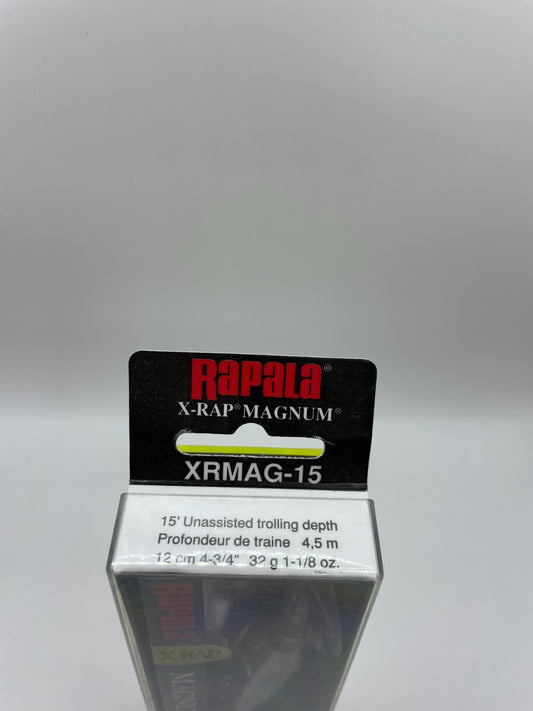 RAPALA®
X-RAP® MAGNUM®
XRMAG-15
15' Unassisted trolling depth
Profondeur de traine 4,5 m
12 cm 4-3/4" 32 g 1-1/8 oz.
RAPALA
X-RAP